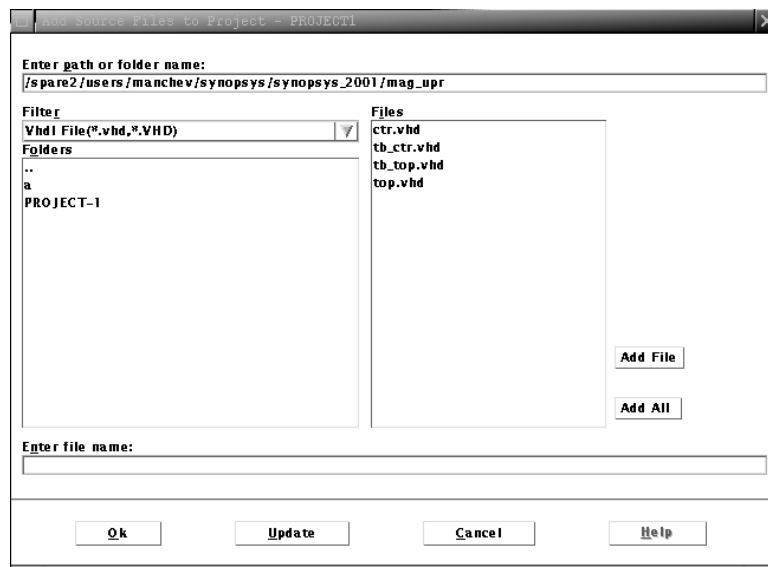 Add Source Files to Project - PROJECT1
Enter path or folder name:
/spare2/users/manchev/synopsys/synopsys_2001/mag_upr
Filter
Vhdl File(*.vhd,*.VHD)
Folders
..
a
PROJECT-1
Files
ctr.vhd
tb_ctr.vhd
tb_top.vhd
top.vhd
Add File
Add All
Enter file name:
Ok
Update
Cancel
Help